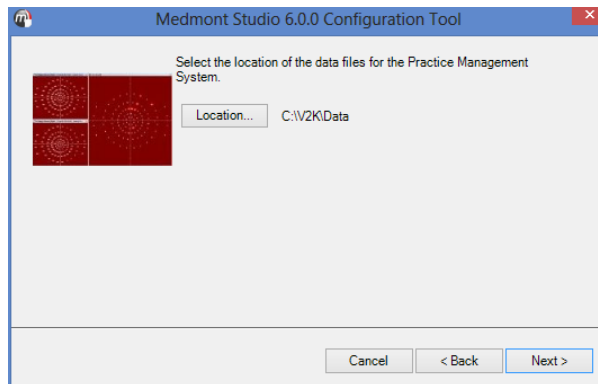 Medmont Studio 6.0.0 Configuration Tool
Select the location of the data files for the Practice Management
System.
Location... C:\V2K\Data
Cancel < Back Next >